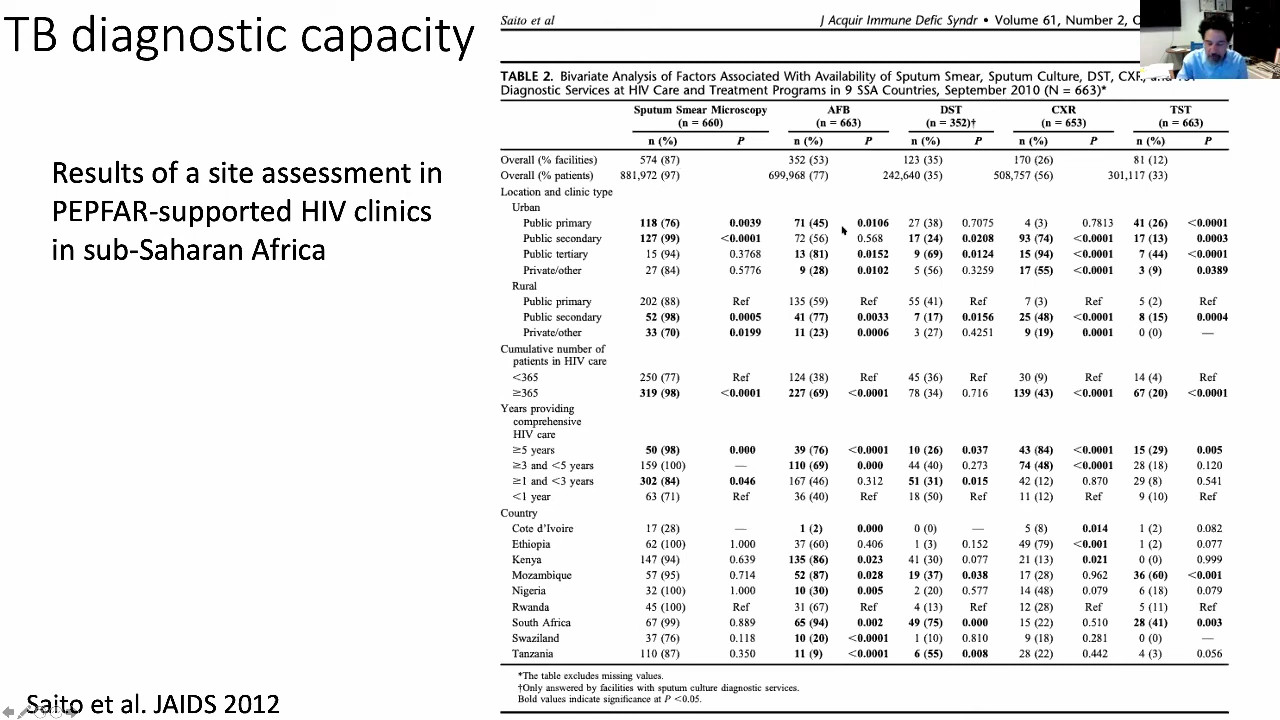 TB diagnostic capacity
Results of a site assessment in
PEPFAR-supported HIV clinics
in sub-Saharan Africa
Saito et al. JAIDS 2012
Saito et al J Acquir Immune Defic Syndr • Volume 61, Number 2,
TABLE 2. Bivariate Analysis of Factors Associated With Availability of Sputum Smear, Sputum Culture, DST, CXR,
Diagnostic Services at HIV Care and Treatment Programs in 9 SSA Countries, September 2010 (N = 663)*
Sputum Smear Microscopy AFB DST CXR TST
(n = 660) (n = 663) (n = 352)† (n = 653) (n = 663)
n (%) P n (%) P n (%) P n (%) P n (%) P
Overall (% facilities) 574 (87) 352 (53) 123 (35) 170 (26) 81 (12)
Overall (% patients) 881,972 (97) 699,968 (77) 242,640 (35) 508,757 (56) 301,117 (33)
Location and clinic type
Urban
Public primary 118 (76) 0.0039 71 (45) 0.0106 27 (38) 0.7075 4 (3) 0.7813 41 (26) <0.0001
Public secondary 127 (99) <0.0001 72 (56) 0.568 17 (24) 0.0208 93 (74) <0.0001 17 (13) 0.0003
Public tertiary 15 (94) 0.3768 13 (81) 0.0152 9 (69) 0.0124 15 (94) <0.0001 7 (44) <0.0001
Private/other 27 (84) 0.5776 9 (28) 0.0102 5 (56) 0.3259 17 (55) <0.0001 3 (9) 0.0389
Rural
Public primary 202 (88) Ref 135 (59) Ref 55 (41) Ref 7 (3) Ref 5 (2) Ref
Public secondary 52 (98) 0.0005 41 (77) 0.0033 7 (17) 0.0156 25 (48) <0.0001 8 (15) 0.0004
Private/other 33 (70) 0.0199 11 (23) 0.0006 3 (27) 0.4251 9 (19) 0.0001 0 (0) —
Cumulative number of
patients in HIV care
<365 250 (77) Ref 124 (38) Ref 45 (36) Ref 30 (9) Ref 14 (4) Ref
≥365 319 (98) <0.0001 227 (69) <0.0001 78 (34) 0.716 139 (43) <0.0001 67 (20) <0.0001
Years providing
comprehensive
HIV care
≥5 years 50 (98) 0.000 39 (76) <0.0001 10 (26) 0.037 43 (84) <0.0001 15 (29) 0.005
≥3 and <5 years 159 (100) — 110 (69) 0.000 44 (40) 0.273 74 (48) <0.0001 28 (18) 0.120
≥1 and <3 years 302 (84) 0.046 167 (46) 0.312 51 (31) 0.015 42 (12) 0.870 29 (8) 0.541
<1 year 63 (71) Ref 36 (40) Ref 18 (50) Ref 11 (12) Ref 9 (10) Ref
Country
Cote d'Ivoire 17 (28) — 1 (2) 0.000 0 (0) — 5 (8) 0.014 1 (2) 0.082
Ethiopia 62 (100) 1.000 37 (60) 0.406 1 (3) 0.152 49 (79) <0.001 1 (2) 0.077
Kenya 147 (94) 0.639 135 (86) 0.023 41 (30) 0.077 21 (13) 0.021 0 (0) 0.999
Mozambique 57 (95) 0.714 52 (87) 0.028 19 (37) 0.038 17 (28) 0.962 36 (60) <0.001
Nigeria 32 (100) 1.000 10 (30) 0.005 2 (20) 0.577 14 (48) 0.079 6 (18) 0.079
Rwanda 45 (100) Ref 31 (67) Ref 4 (13) Ref 12 (28) Ref 5 (11) Ref
South Africa 67 (99) 0.889 65 (94) 0.002 49 (75) 0.000 15 (22) 0.510 28 (41) 0.003
Swaziland 37 (76) 0.118 10 (20) <0.0001 1 (10) 0.810 9 (18) 0.281 0 (0) —
Tanzania 110 (87) 0.350 11 (9) <0.0001 6 (55) 0.008 28 (22) 0.442 4 (3) 0.056
*The table excludes missing values.
†Only answered by facilities with sputum culture diagnostic services.
Bold values indicate significance at P <0.05.